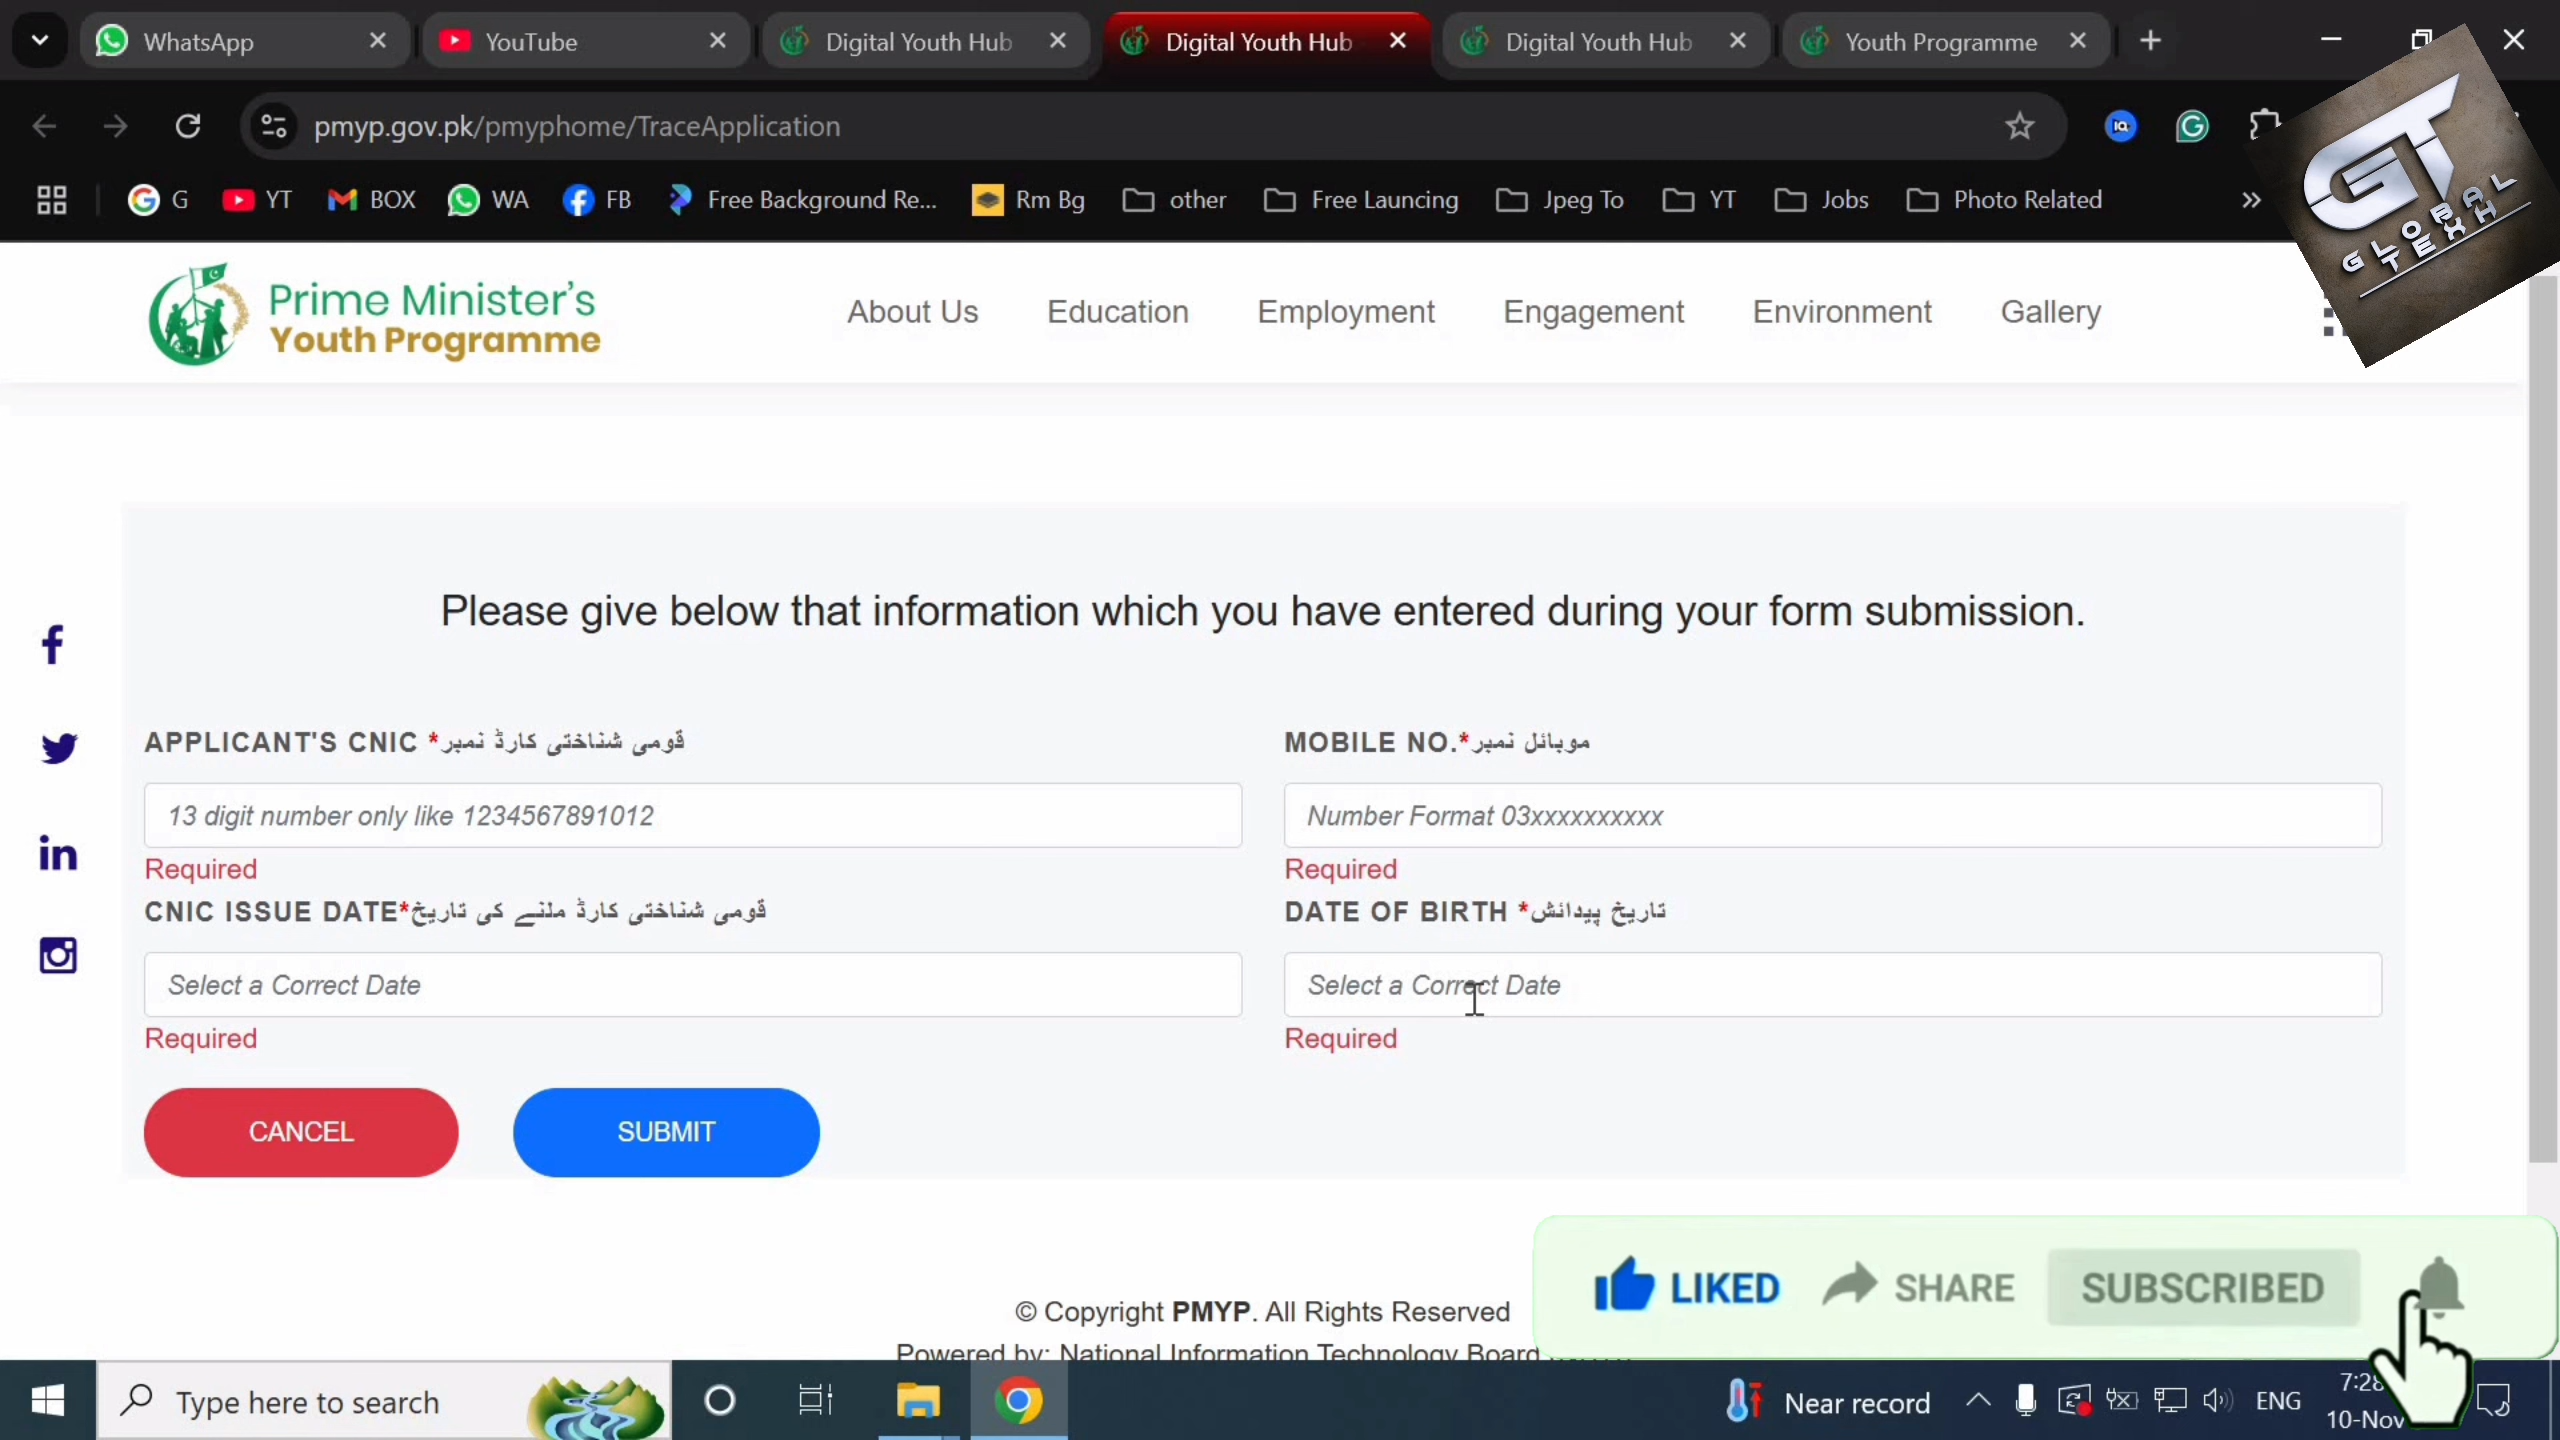 WhatsApp
YouTube
Digital Youth Hub
Digital Youth Hub
Digital Youth Hub
Youth Programme
pmyp.gov.pk/pmyphome/TraceApplication
G
YT
BOX
WA
FB
Free Background Re...
Rm Bg
other
Free Launcing
Jpeg To
YT
Jobs
Photo Related
GT
GLOBAL
TEXH
Prime Minister's
Youth Programme
About Us
Education
Employment
Engagement
Environment
Gallery
Please give below that information which you have entered during your form submission.
APPLICANT'S CNIC *قومی شناختی کارڈ نمبر
13 digit number only like 1234567891012
Required
MOBILE NO.*موبائل نمبر
Number Format 03xxxxxxxxxx
Required
CNIC ISSUE DATE*قومی شناختی کارڈ ملنے کی تاریخ
Select a Correct Date
Required
DATE OF BIRTH *تاریخ پیدائش
Select a Correct Date
Required
CANCEL
SUBMIT
LIKED
SHARE
SUBSCRIBED
© Copyright PMYP. All Rights Reserved
Powered by: National Information Technology Board
Type here to search
Near record
ENG
7:28
10-Nov